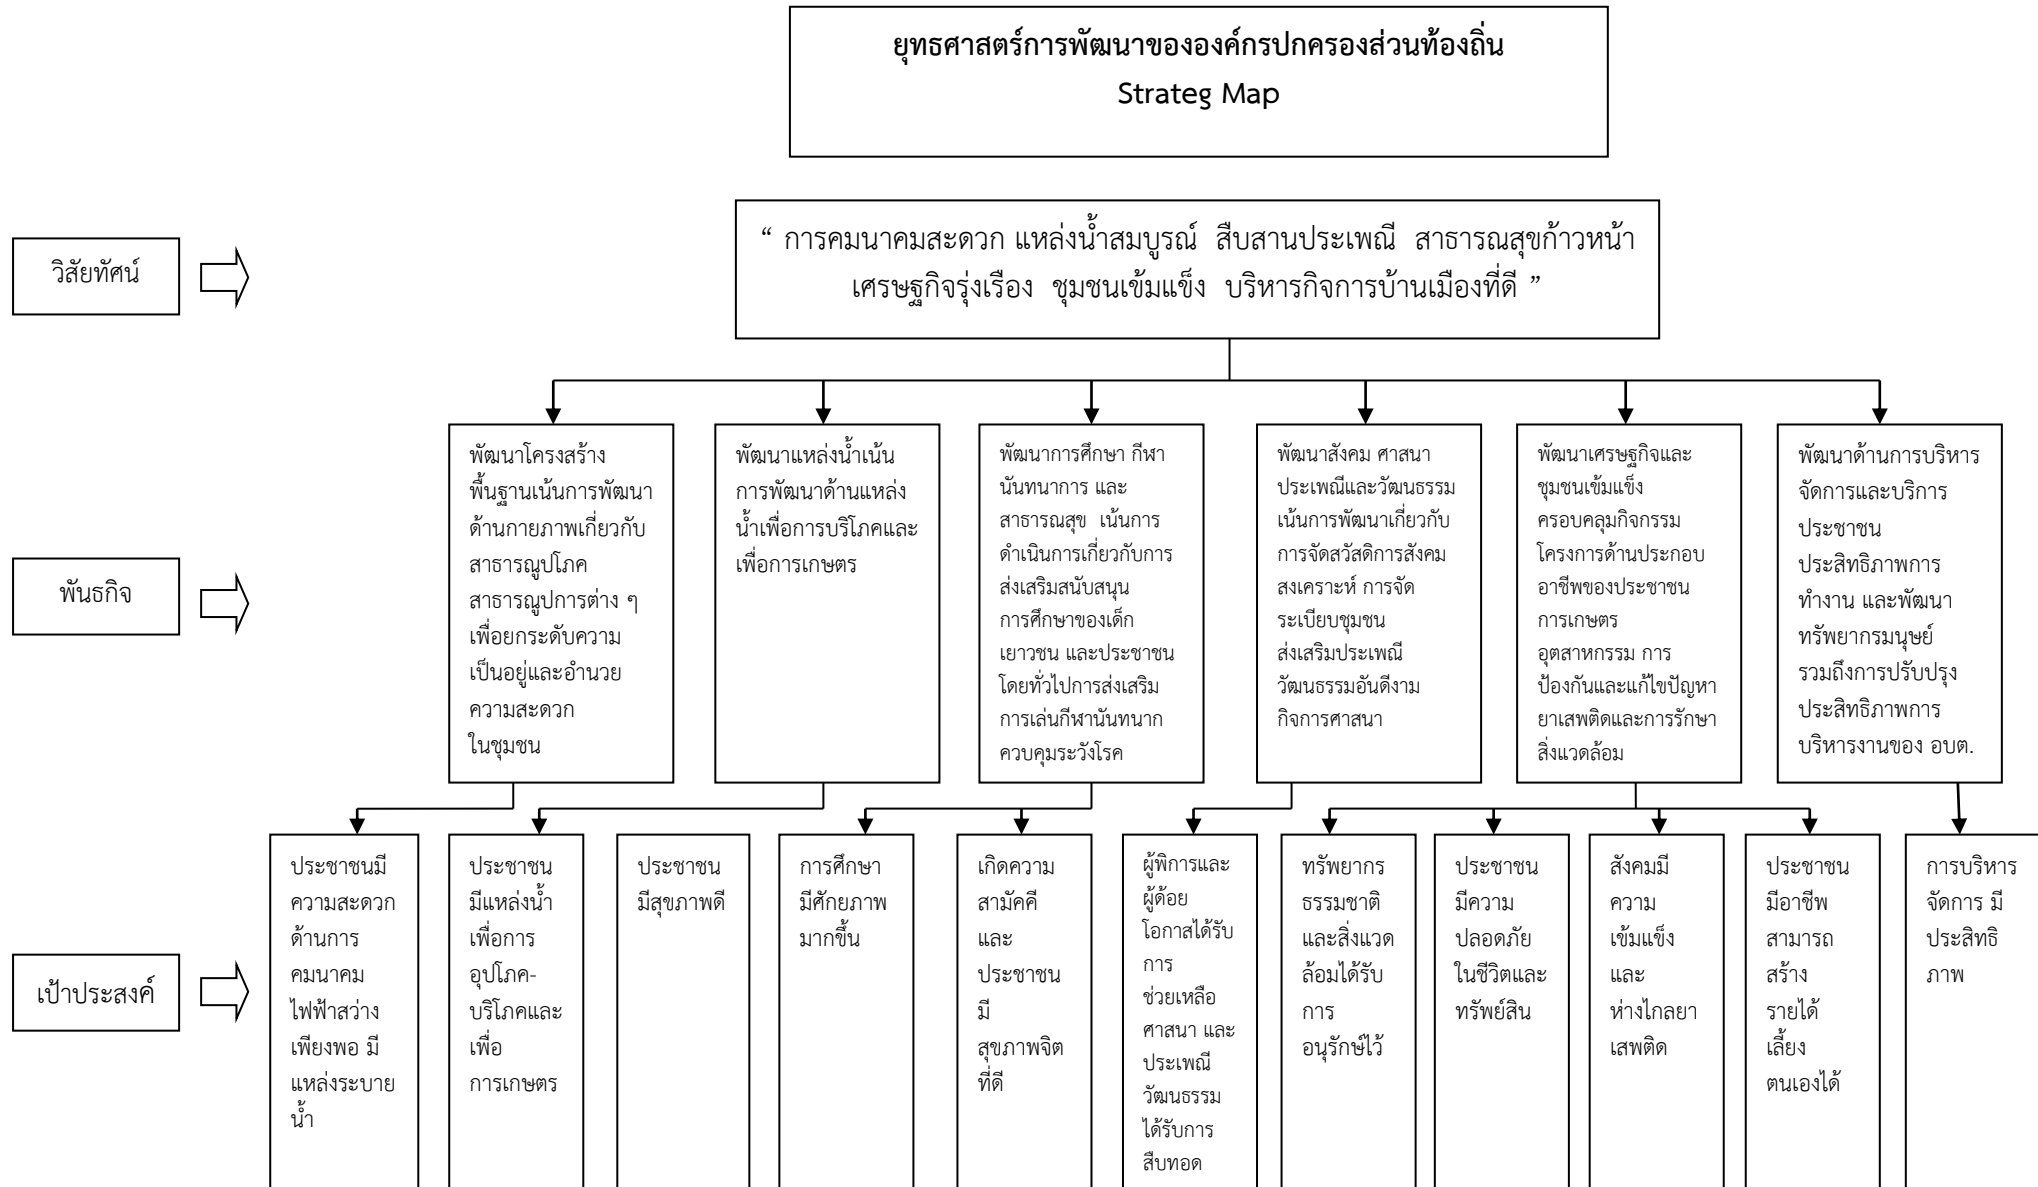 ยุทธศาสตร์การพัฒนาขององค์กรปกครองส่วนท้องถิ่น
Strateg Map
วิสัยทัศน์
“ การคมนาคมสะดวก แหล่งน้ำสมบูรณ์ สืบสานประเพณี สาธารณสุขก้าวหน้า
เศรษฐกิจรุ่งเรือง ชุมชนเข้มแข็ง บริหารกิจการบ้านเมืองที่ดี ”
พันธกิจ
พัฒนาโครงสร้าง
พื้นฐานเน้นการพัฒนา
ด้านกายภาพเกี่ยวกับ
สาธารณูปโภค
สาธารณูปการต่าง ๆ
เพื่อยกระดับความ
เป็นอยู่และอำนวย
ความสะดวก
ในชุมชน
พัฒนาแหล่งน้ำเน้น
การพัฒนาด้านแหล่ง
น้ำเพื่อการบริโภคและ
เพื่อการเกษตร
พัฒนาการศึกษา กีฬา
นันทนาการ และ
สาธารณสุข เน้นการ
ดำเนินการเกี่ยวกับการ
ส่งเสริมสนับสนุน
การศึกษาของเด็ก
เยาวชน และประชาชน
โดยทั่วไปการส่งเสริม
การเล่นกีฬานันทนาก
ควบคุมระวังโรค
พัฒนาสังคม ศาสนา
ประเพณีและวัฒนธรรม
เน้นการพัฒนาเกี่ยวกับ
การจัดสวัสดิการสังคม
สงเคราะห์ การจัด
ระเบียบชุมชน
ส่งเสริมประเพณี
วัฒนธรรมอันดีงาม
กิจการศาสนา
พัฒนาเศรษฐกิจและ
ชุมชนเข้มแข็ง
ครอบคลุมกิจกรรม
โครงการด้านประกอบ
อาชีพของประชาชน
การเกษตร
อุตสาหกรรม การ
ป้องกันและแก้ไขปัญหา
ยาเสพติดและการรักษา
สิ่งแวดล้อม
พัฒนาด้านการบริหาร
จัดการและบริการ
ประชาชน
ประสิทธิภาพการ
ทำงาน และพัฒนา
ทรัพยากรมนุษย์
รวมถึงการปรับปรุง
ประสิทธิภาพการ
บริหารงานของ อบต.
เป้าประสงค์
ประชาชนมี
ความสะดวก
ด้านการ
คมนาคม
ไฟฟ้าสว่าง
เพียงพอ มี
แหล่งระบาย
น้ำ
ประชาชน
มีแหล่งน้ำ
เพื่อการ
อุปโภค-
บริโภคและ
เพื่อ
การเกษตร
ประชาชน
มีสุขภาพดี
การศึกษา
มีศักยภาพ
มากขึ้น
เกิดความ
สามัคคี
และ
ประชาชน
มี
สุขภาพจิต
ที่ดี
ผู้พิการและ
ผู้ด้อย
โอกาสได้รับ
การ
ช่วยเหลือ
ศาสนา และ
ประเพณี
วัฒนธรรม
ได้รับการ
สืบทอด
ทรัพยากร
ธรรมชาติ
และสิ่งแวด
ล้อมได้รับ
การ
อนุรักษ์ไว้
ประชาชน
มีความ
ปลอดภัย
ในชีวิตและ
ทรัพย์สิน
สังคมมี
ความ
เข้มแข็ง
และ
ห่างไกลยา
เสพติด
ประชาชน
มีอาชีพ
สามารถ
สร้าง
รายได้
เลี้ยง
ตนเองได้
การบริหาร
จัดการ มี
ประสิทธิ
ภาพ